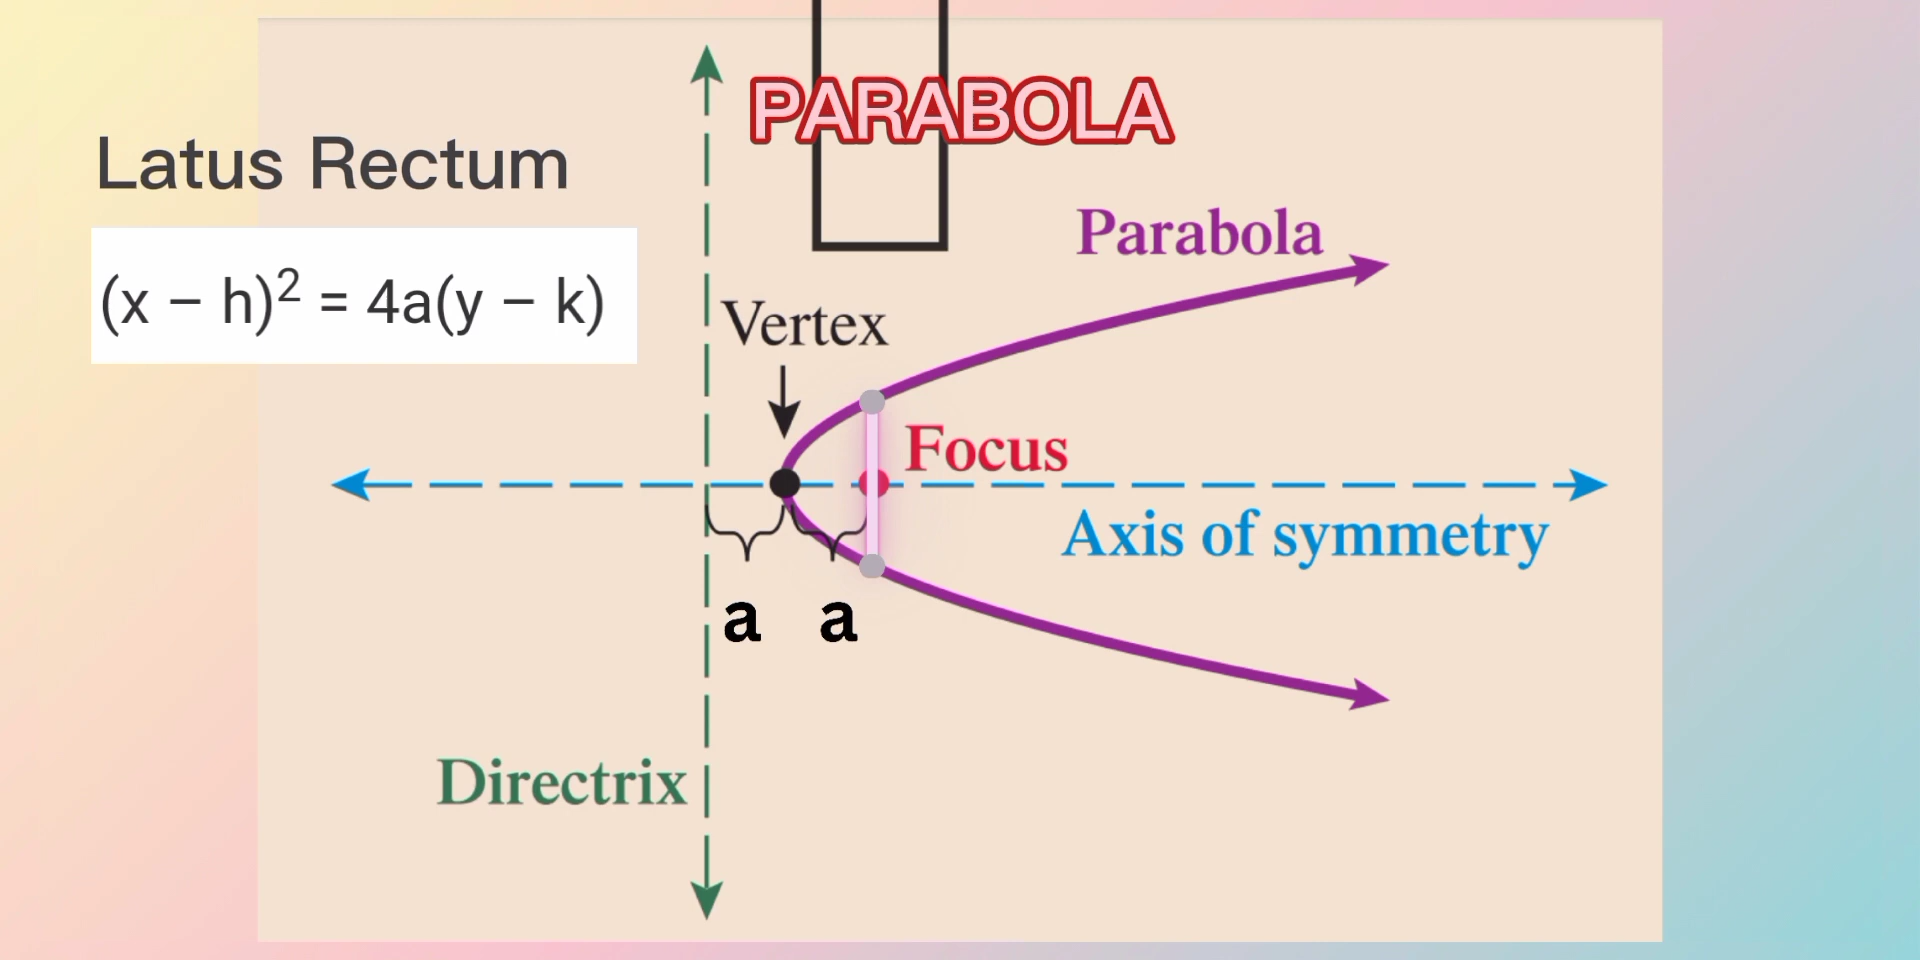 PARABOLA
Latus Rectum
(x – h)² = 4a(y – k)
Parabola
Vertex
Focus
Axis of symmetry
a a
Directrix